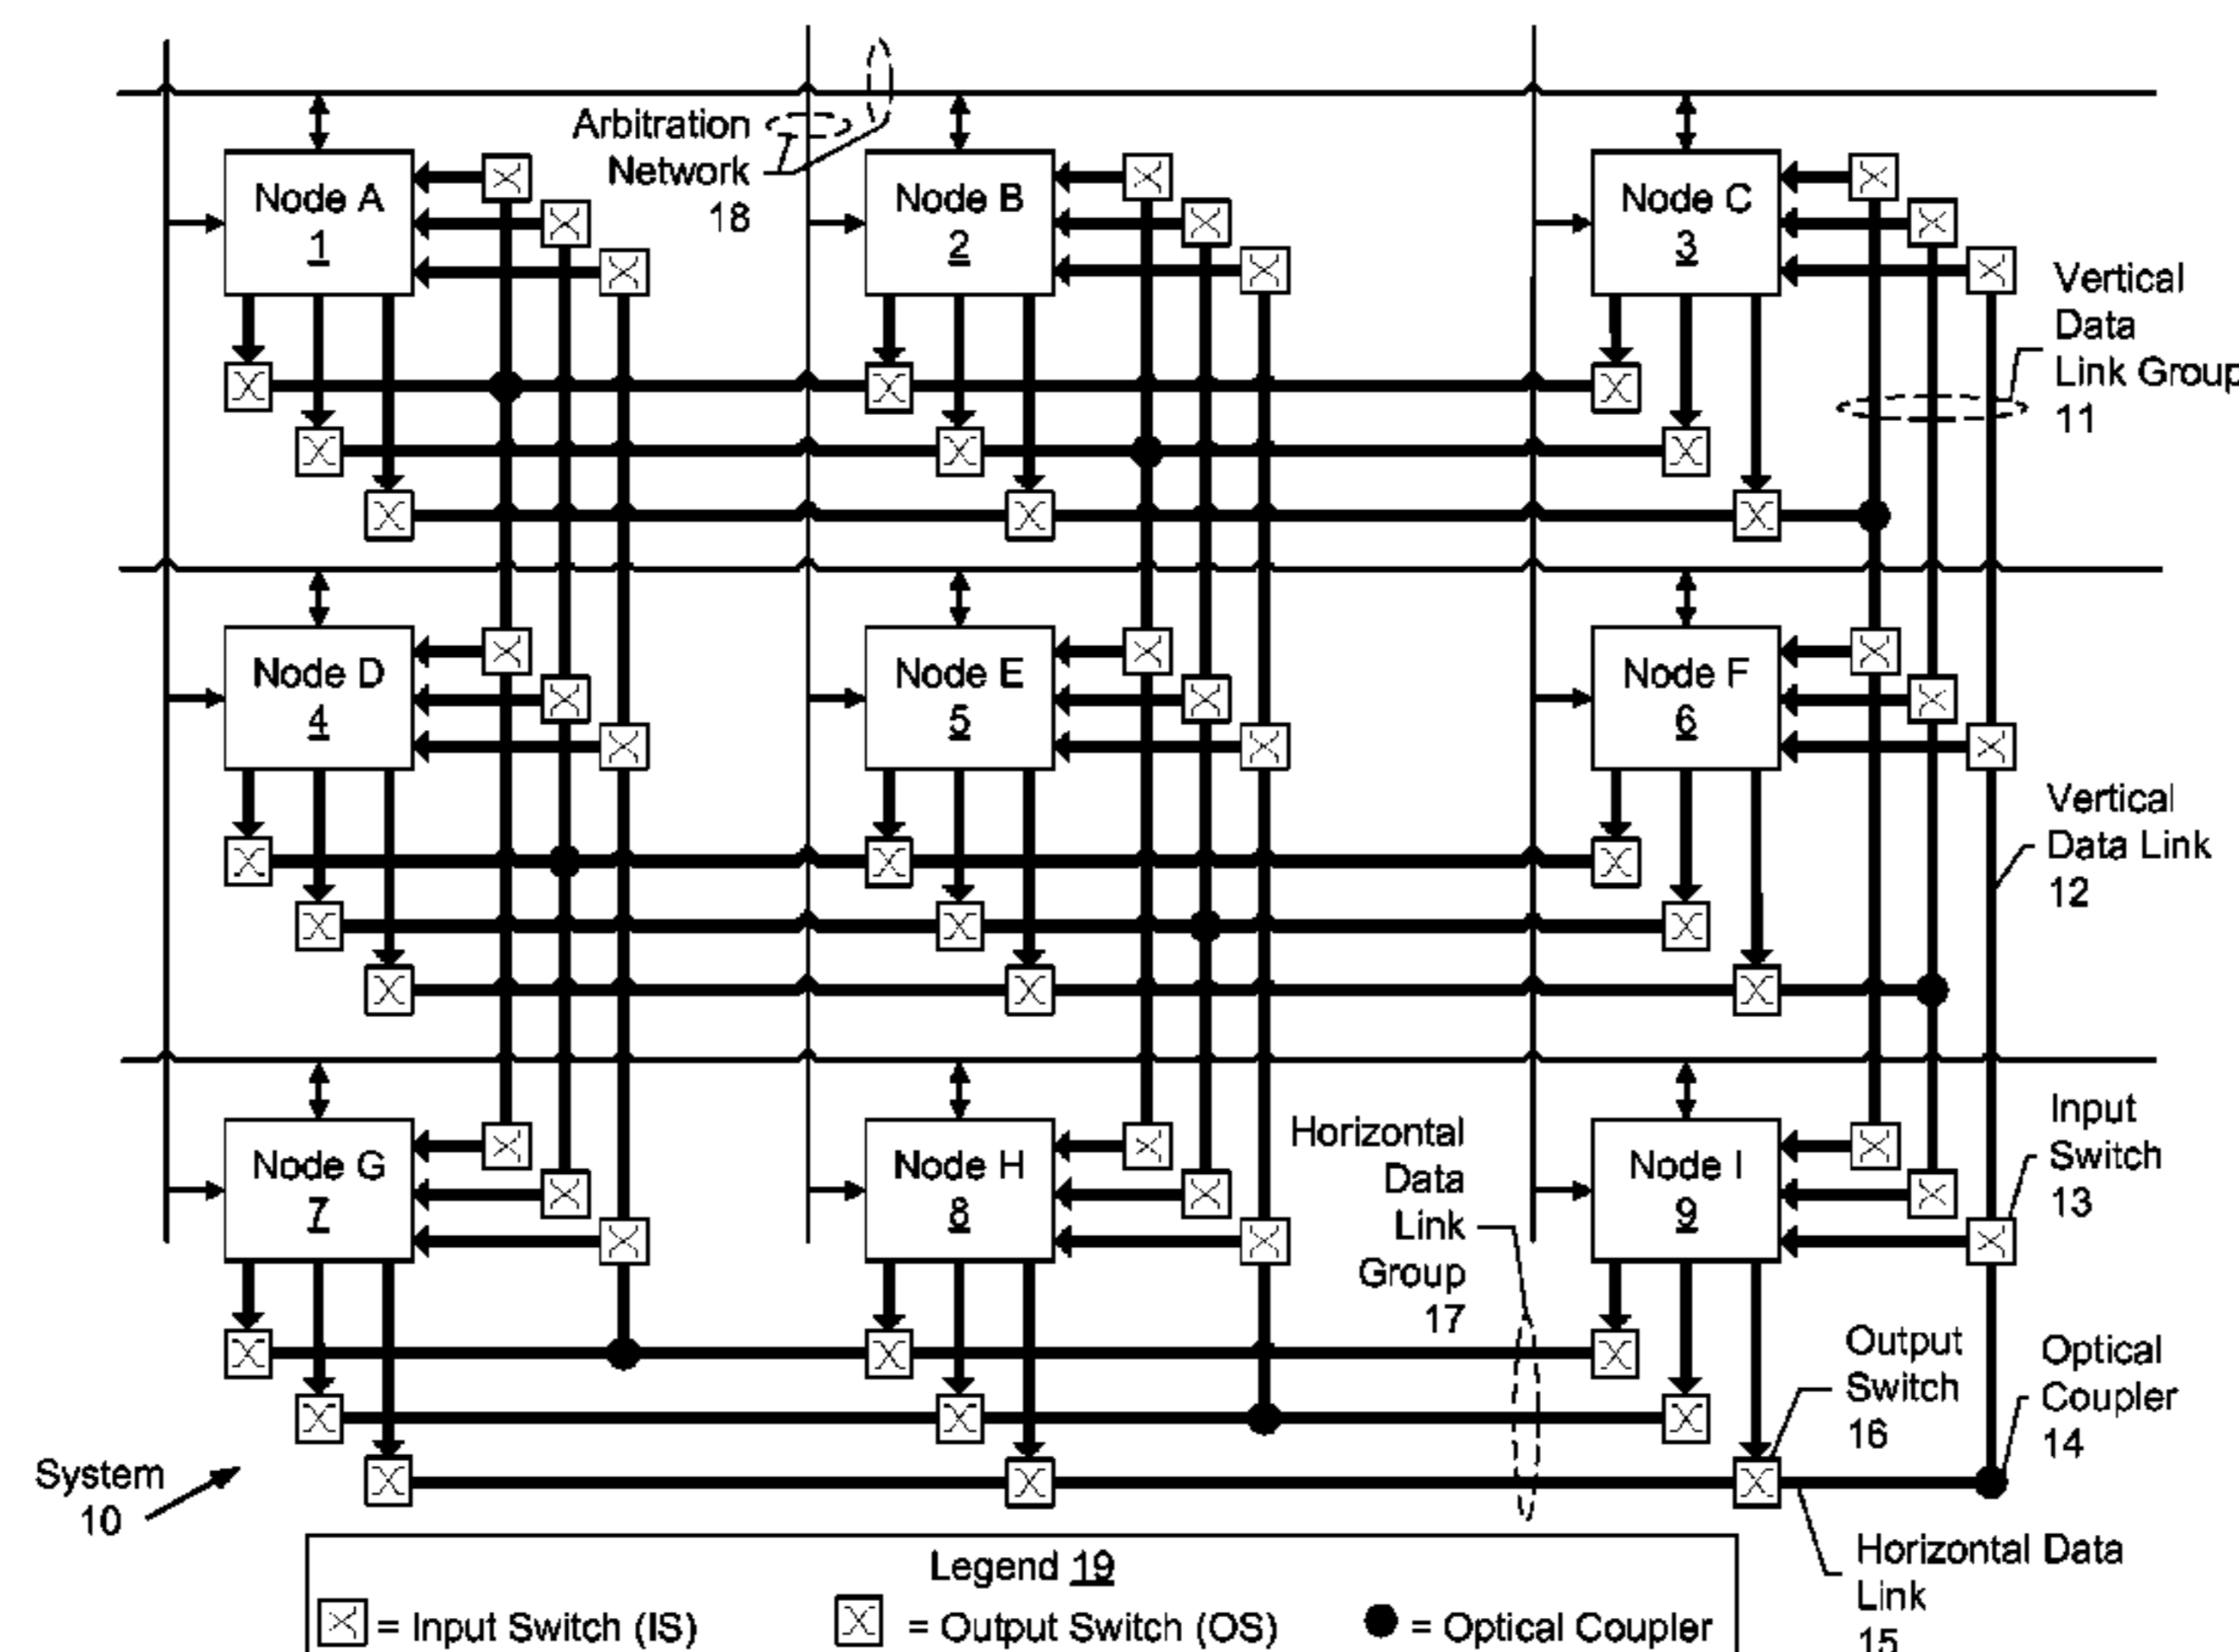 Arbitration
Network
18
Node A
1
Node B
2
Node C
3
Vertical
Data
Link Group
11
Node D
4
Node E
5
Node F
6
Vertical
Data Link
12
Node G
7
Node H
8
Horizontal
Data
Link
Group
17
Node I
9
Input
Switch
13
Output
Switch
16
Optical
Coupler
14
System
10
Horizontal Data
Link
15
Legend 19
= Input Switch (IS)
= Output Switch (OS)
= Optical Coupler